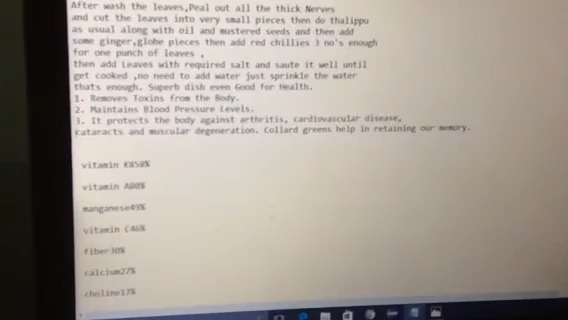 After wash the leaves,Peal out all the thick Nerves
and cut the leaves into very small pieces then do thalippu
as usual along with oil and mustered seeds and then add
some ginger,globe pieces then add red chillies 3 no's enough
for one punch of leaves ,
then add Leaves with required salt and saute it well until
get cooked ,no need to add water just sprinkle the water
thats enough. Superb dish even Good for Health.
1. Removes Toxins from the Body.
2. Maintains Blood Pressure Levels.
3. It protects the body against arthritis, cardiovascular disease,
cataracts and muscular degeneration. Collard greens help in retaining our memory.
vitamin K858%
vitamin A80%
manganese49%
vitamin C46%
fiber30%
calcium27%
choline17%